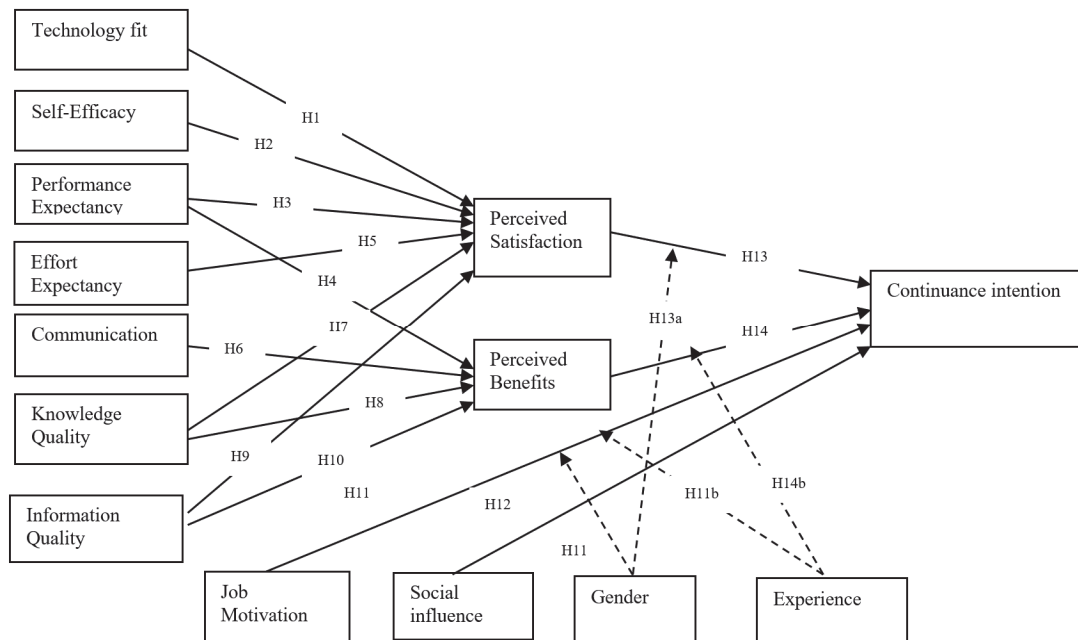 Technology fit
H1
Self-Efficacy
H2
Performance
Expectancy
H3
Perceived
Satisfaction
H5
Effort
Expectancy
H4
H13
Continuance intention
H13a
Communication
H7
H14
H6
Perceived
Benefits
Knowledge
Quality
H8
H9
H10
H11
H12
H11b
H14b
Information
Quality
H11
Job
Motivation
Social
influence
Gender
Experience